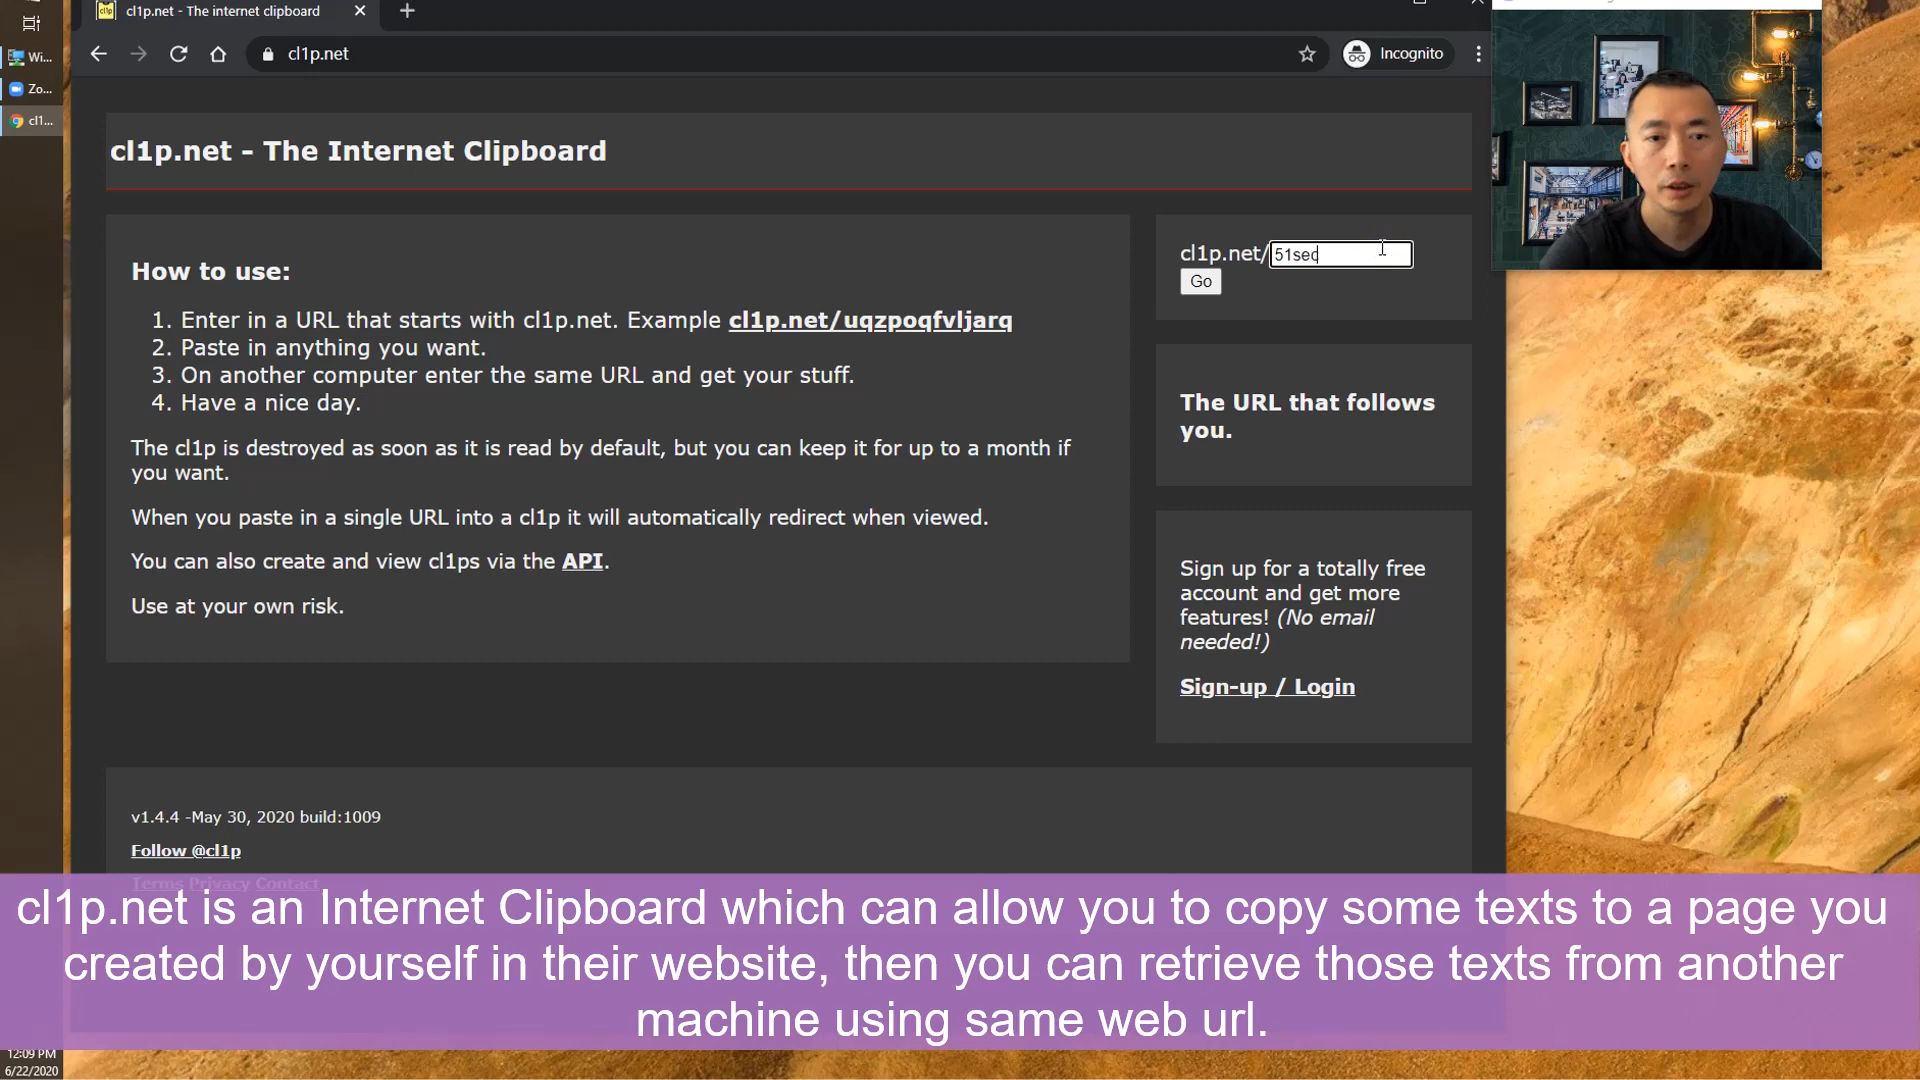 cl1p.net - The internet clipboard
cl1p.net
Incognito
Wi...
Zo...
cl1...
cl1p.net - The Internet Clipboard
How to use:
1. Enter in a URL that starts with cl1p.net. Example cl1p.net/uqzpoqfvljarq
2. Paste in anything you want.
3. On another computer enter the same URL and get your stuff.
4. Have a nice day.
The cl1p is destroyed as soon as it is read by default, but you can keep it for up to a month if
you want.
When you paste in a single URL into a cl1p it will automatically redirect when viewed.
You can also create and view cl1ps via the API.
Use at your own risk.
cl1p.net/ 51sec
Go
The URL that follows
you.
Sign up for a totally free
account and get more
features! (No email
needed!)
Sign-up / Login
v1.4.4 -May 30, 2020 build:1009
Follow @cl1p
Terms Privacy Contact
cl1p.net is an Internet Clipboard which can allow you to copy some texts to a page you
created by yourself in their website, then you can retrieve those texts from another
machine using same web url.
12:09 PM
6/22/2020